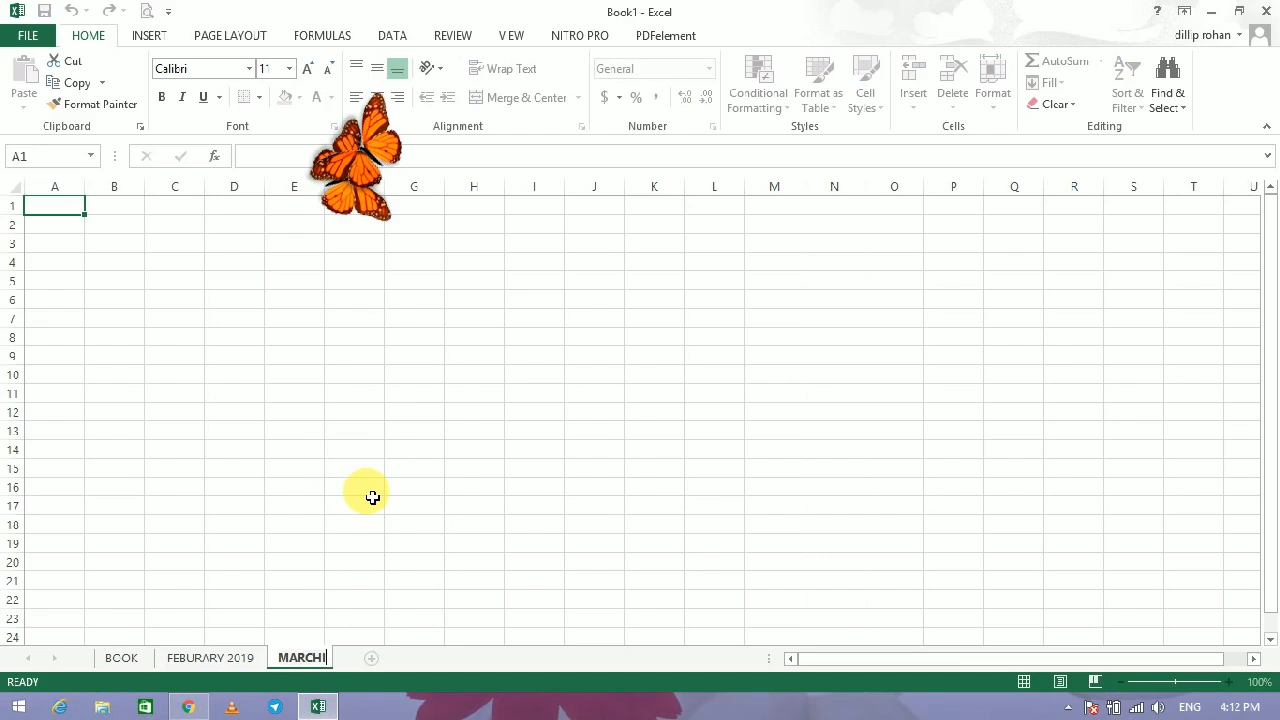 Book1 - Excel
FILE HOME INSERT PAGE LAYOUT FORMULAS DATA REVIEW VIEW NITRO PRO PDFelement dillip rohan
Paste Cut Copy Format Painter Clipboard
Calibri 11 B I U A A A Font
Wrap Text Merge & Center Alignment
General $ % , Number
Conditional Formatting Format as Table Cell Styles Styles
Insert Delete Format Cells
AutoSum Fill Clear Sort & Filter Find & Select Editing
A1 fx
A B C D E G H I J K L M N O P Q R S T U
1
2
3
4
5
6
7
8
9
10
11
12
13
14
15
16
17
18
19
20
21
22
23
24
BOOK FEBURARY 2019 MARCHI
READY 100%
ENG 4:12 PM